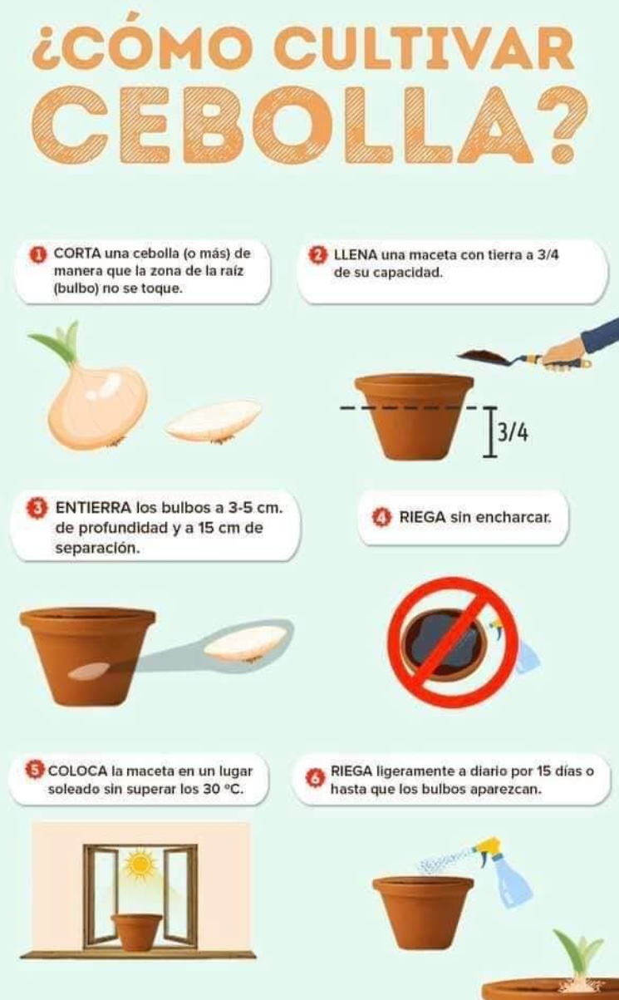 ¿CÓMO CULTIVAR
CEBOLLA?
1 CORTA una cebolla (o más) de
manera que la zona de la raíz
(bulbo) no se toque.
2 LLENA una maceta con tierra a 3/4
de su capacidad.
3/4
3 ENTIERRA los bulbos a 3-5 cm.
de profundidad y a 15 cm de
separación.
4 RIEGA sin encharcar.
5 COLOCA la maceta en un lugar
soleado sin superar los 30 ºC.
6 RIEGA ligeramente a diario por 15 días o
hasta que los bulbos aparezcan.